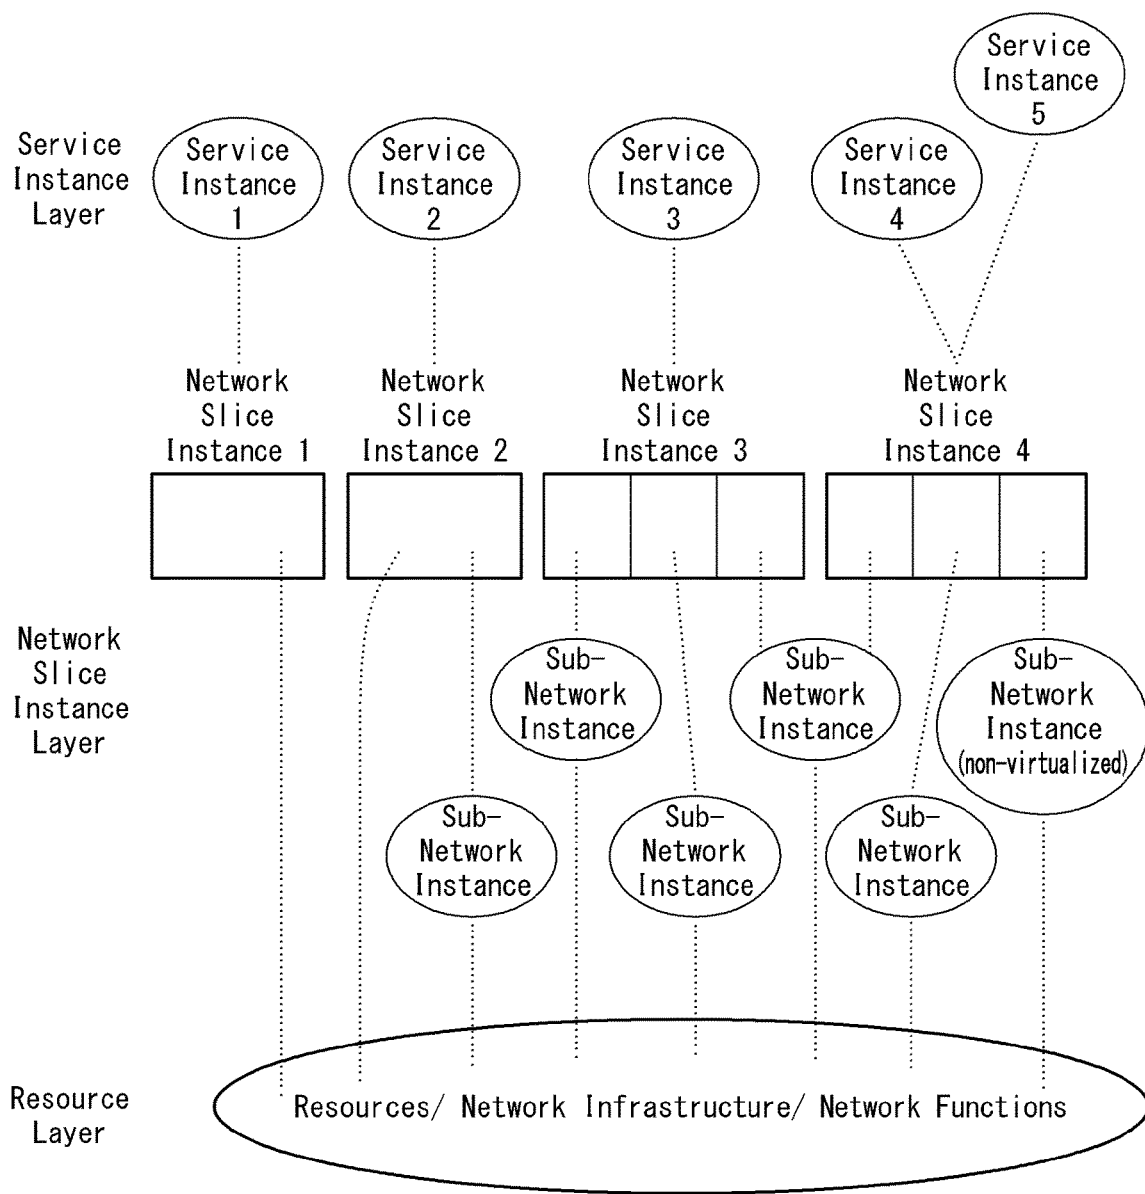 Service
Instance
5
Service
Instance
Layer
Service
Instance
1
Service
Instance
2
Service
Instance
3
Service
Instance
4
Network
Slice
Instance 1
Network
Slice
Instance 2
Network
Slice
Instance 3
Network
Slice
Instance 4
Network
Slice
Instance
Layer
Sub-
Network
Instance
Sub-
Network
Instance
Sub-
Network
Instance
(non-virtualized)
Sub-
Network
Instance
Sub-
Network
Instance
Sub-
Network
Instance
Resource
Layer
Resources/ Network Infrastructure/ Network Functions